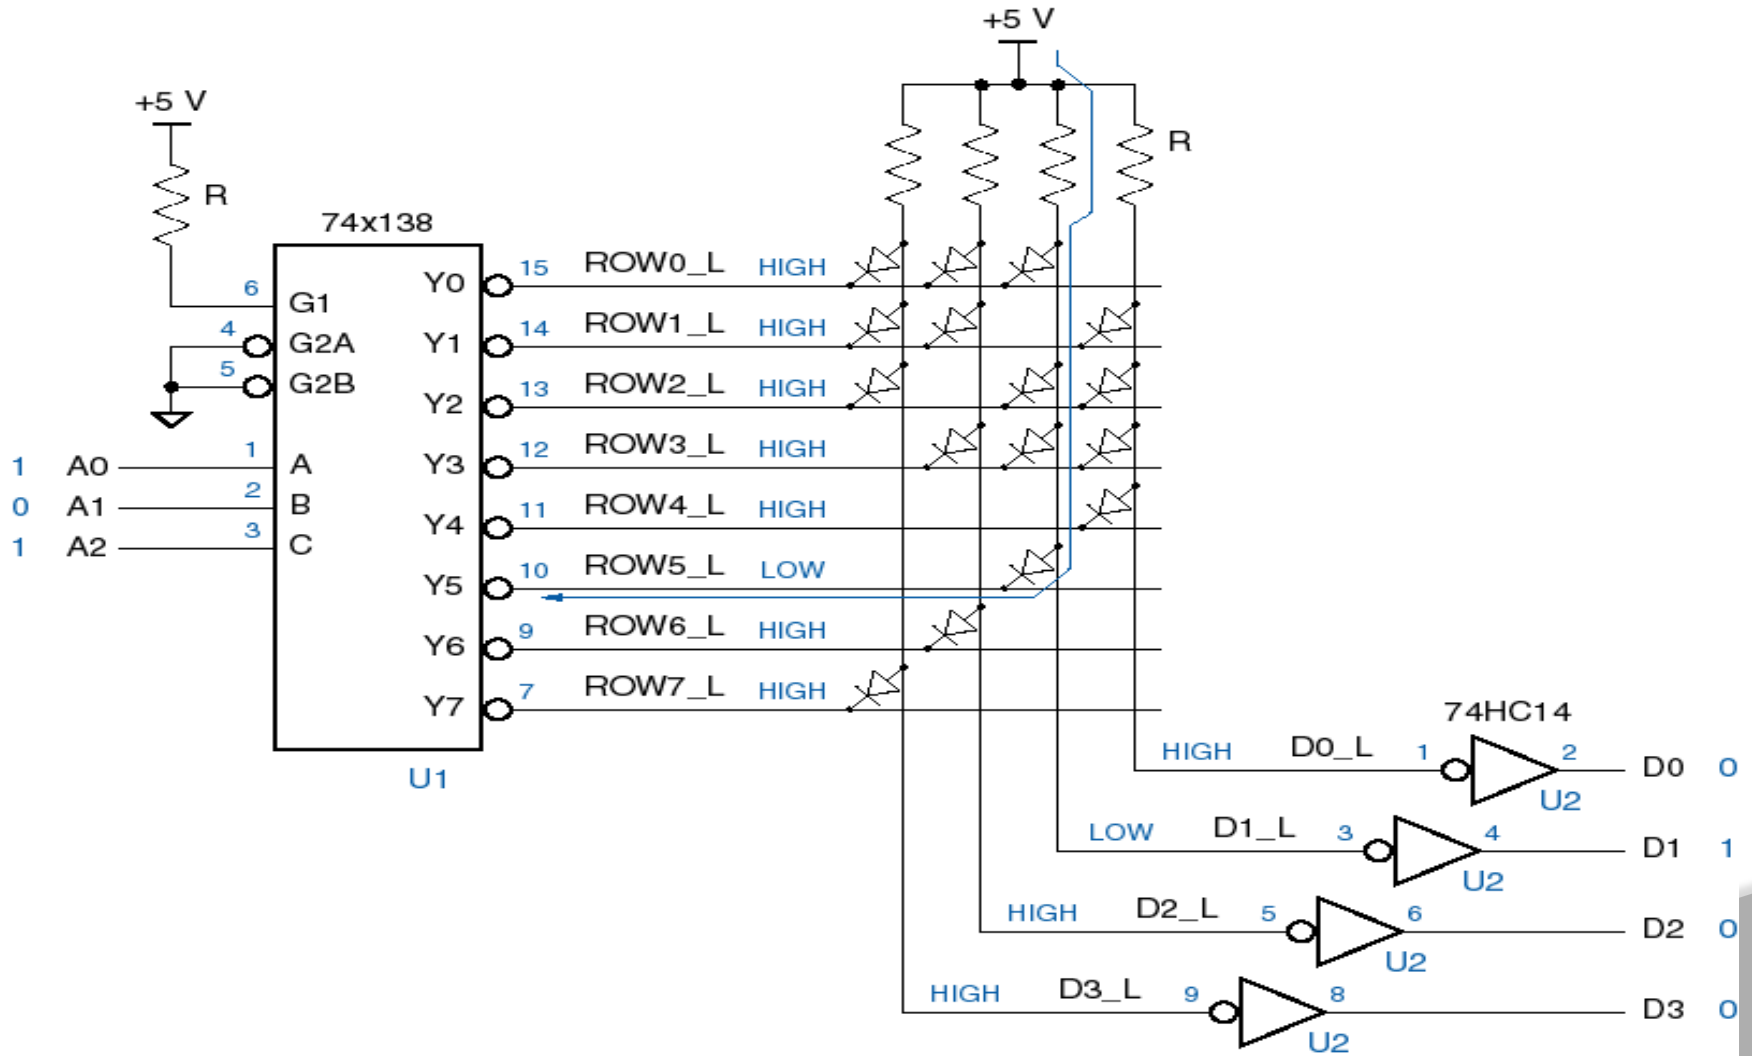 +5 V
+5 V
R
R
74x138
6 G1
4 G2A
5 G2B
1 A0 1 A
0 A1 2 B
1 A2 3 C
Y0 15 ROW0_L HIGH
Y1 14 ROW1_L HIGH
Y2 13 ROW2_L HIGH
Y3 12 ROW3_L HIGH
Y4 11 ROW4_L HIGH
Y5 10 ROW5_L LOW
Y6 9 ROW6_L HIGH
Y7 7 ROW7_L HIGH
U1
74HC14
HIGH D0_L 1 2 D0 0
U2
LOW D1_L 3 4 D1 1
U2
HIGH D2_L 5 6 D2 0
U2
HIGH D3_L 9 8 D3 0
U2